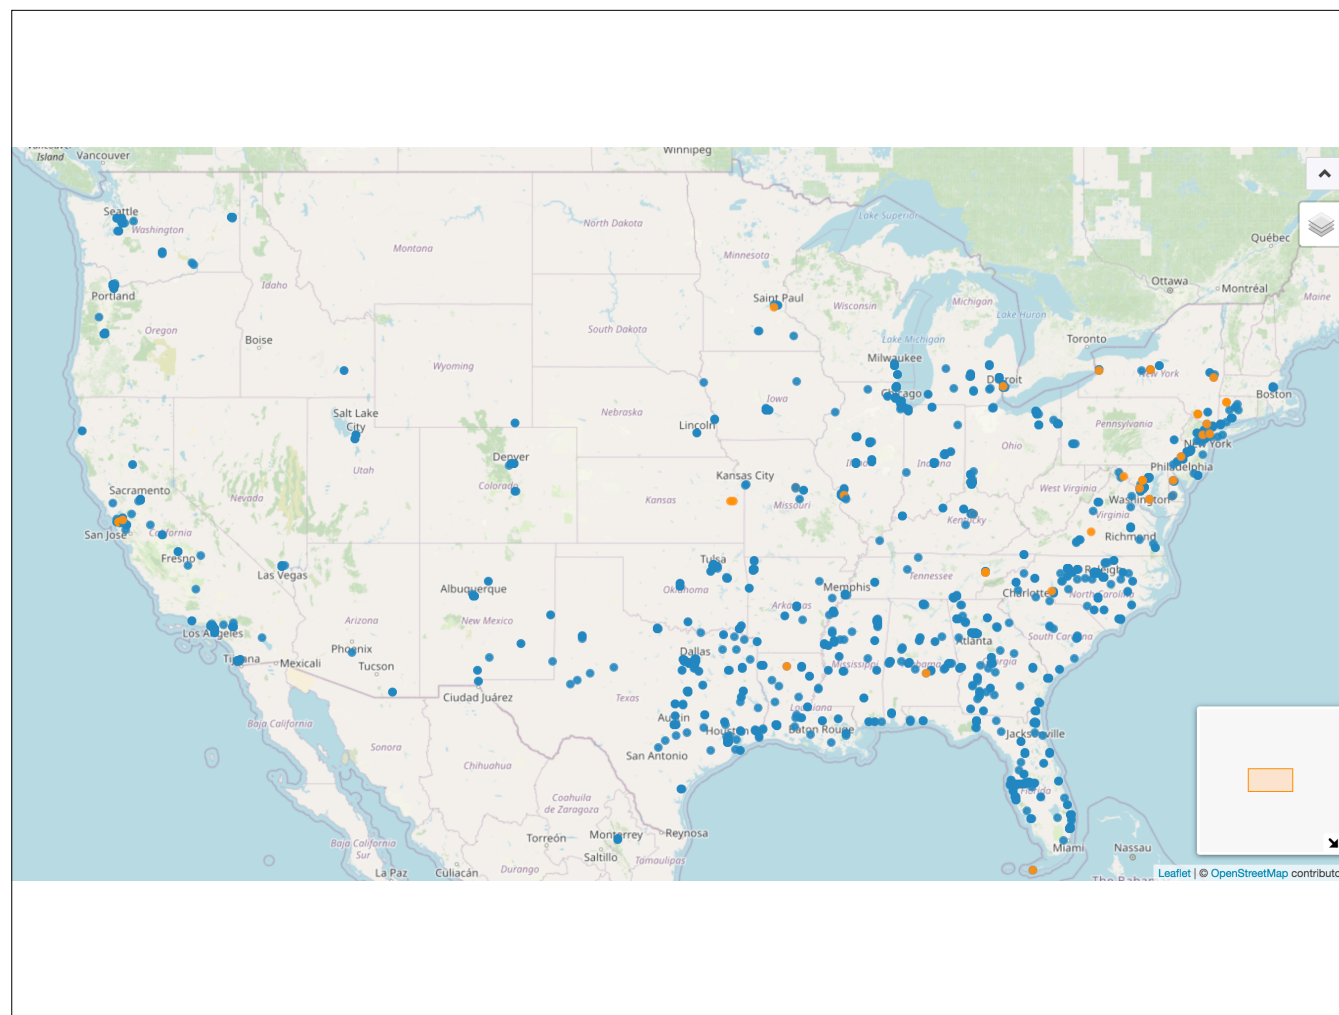 Island
Vancouver
Winnipeg
Seattle
Washington
North Dakota
Lake Superior
Québec
Montana
Minnesota
Ottawa
Montréal
Idaho
Portland
Saint Paul
Wisconsin
Michigan
Maine
Oregon
South Dakota
Lake Huron
Boise
Lake Michigan
Toronto
Wyoming
Milwaukee
Detroit
New York
Chicago
Boston
Iowa
Salt Lake
City
Nebraska
Lincoln
Pennsylvania
New York
Denver
Ohio
Utah
Indiana
Philadelphia
Sacramento
Nevada
Colorado
Kansas City
Kansas
Missouri
West Virginia
Washington
Virginia
San Jose
California
Kentucky
Richmond
Fresno
Las Vegas
Tulsa
Raleigh
Tennessee
Albuquerque
Oklahoma
Memphis
Charlotte
North Carolina
Arkansas
Los Angeles
Arizona
New Mexico
South Carolina
Phoenix
Dallas
Atlanta
Tijuana
Mexicali
Tucson
Mississippi
Alabama
Georgia
Ciudad Juárez
Texas
Louisiana
Baja California
Austin
Houston
Baton Rouge
Jacksonville
Sonora
San Antonio
Chihuahua
Florida
Coahuila
de Zaragoza
Monterrey
Reynosa
Torreón
Baja California
Sur
Saltillo
Tamaulipas
Miami
Nassau
La Paz
Culiacán
Durango
Leaflet | © OpenStreetMap contributo